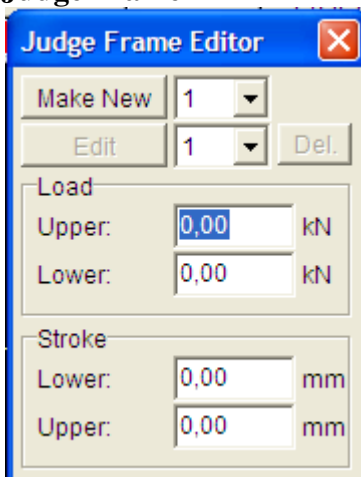 Judge Frame Editor
Make New 1
Edit 1 Del.
Load
Upper: 0,00 kN
Lower: 0,00 kN
Stroke
Lower: 0,00 mm
Upper: 0,00 mm